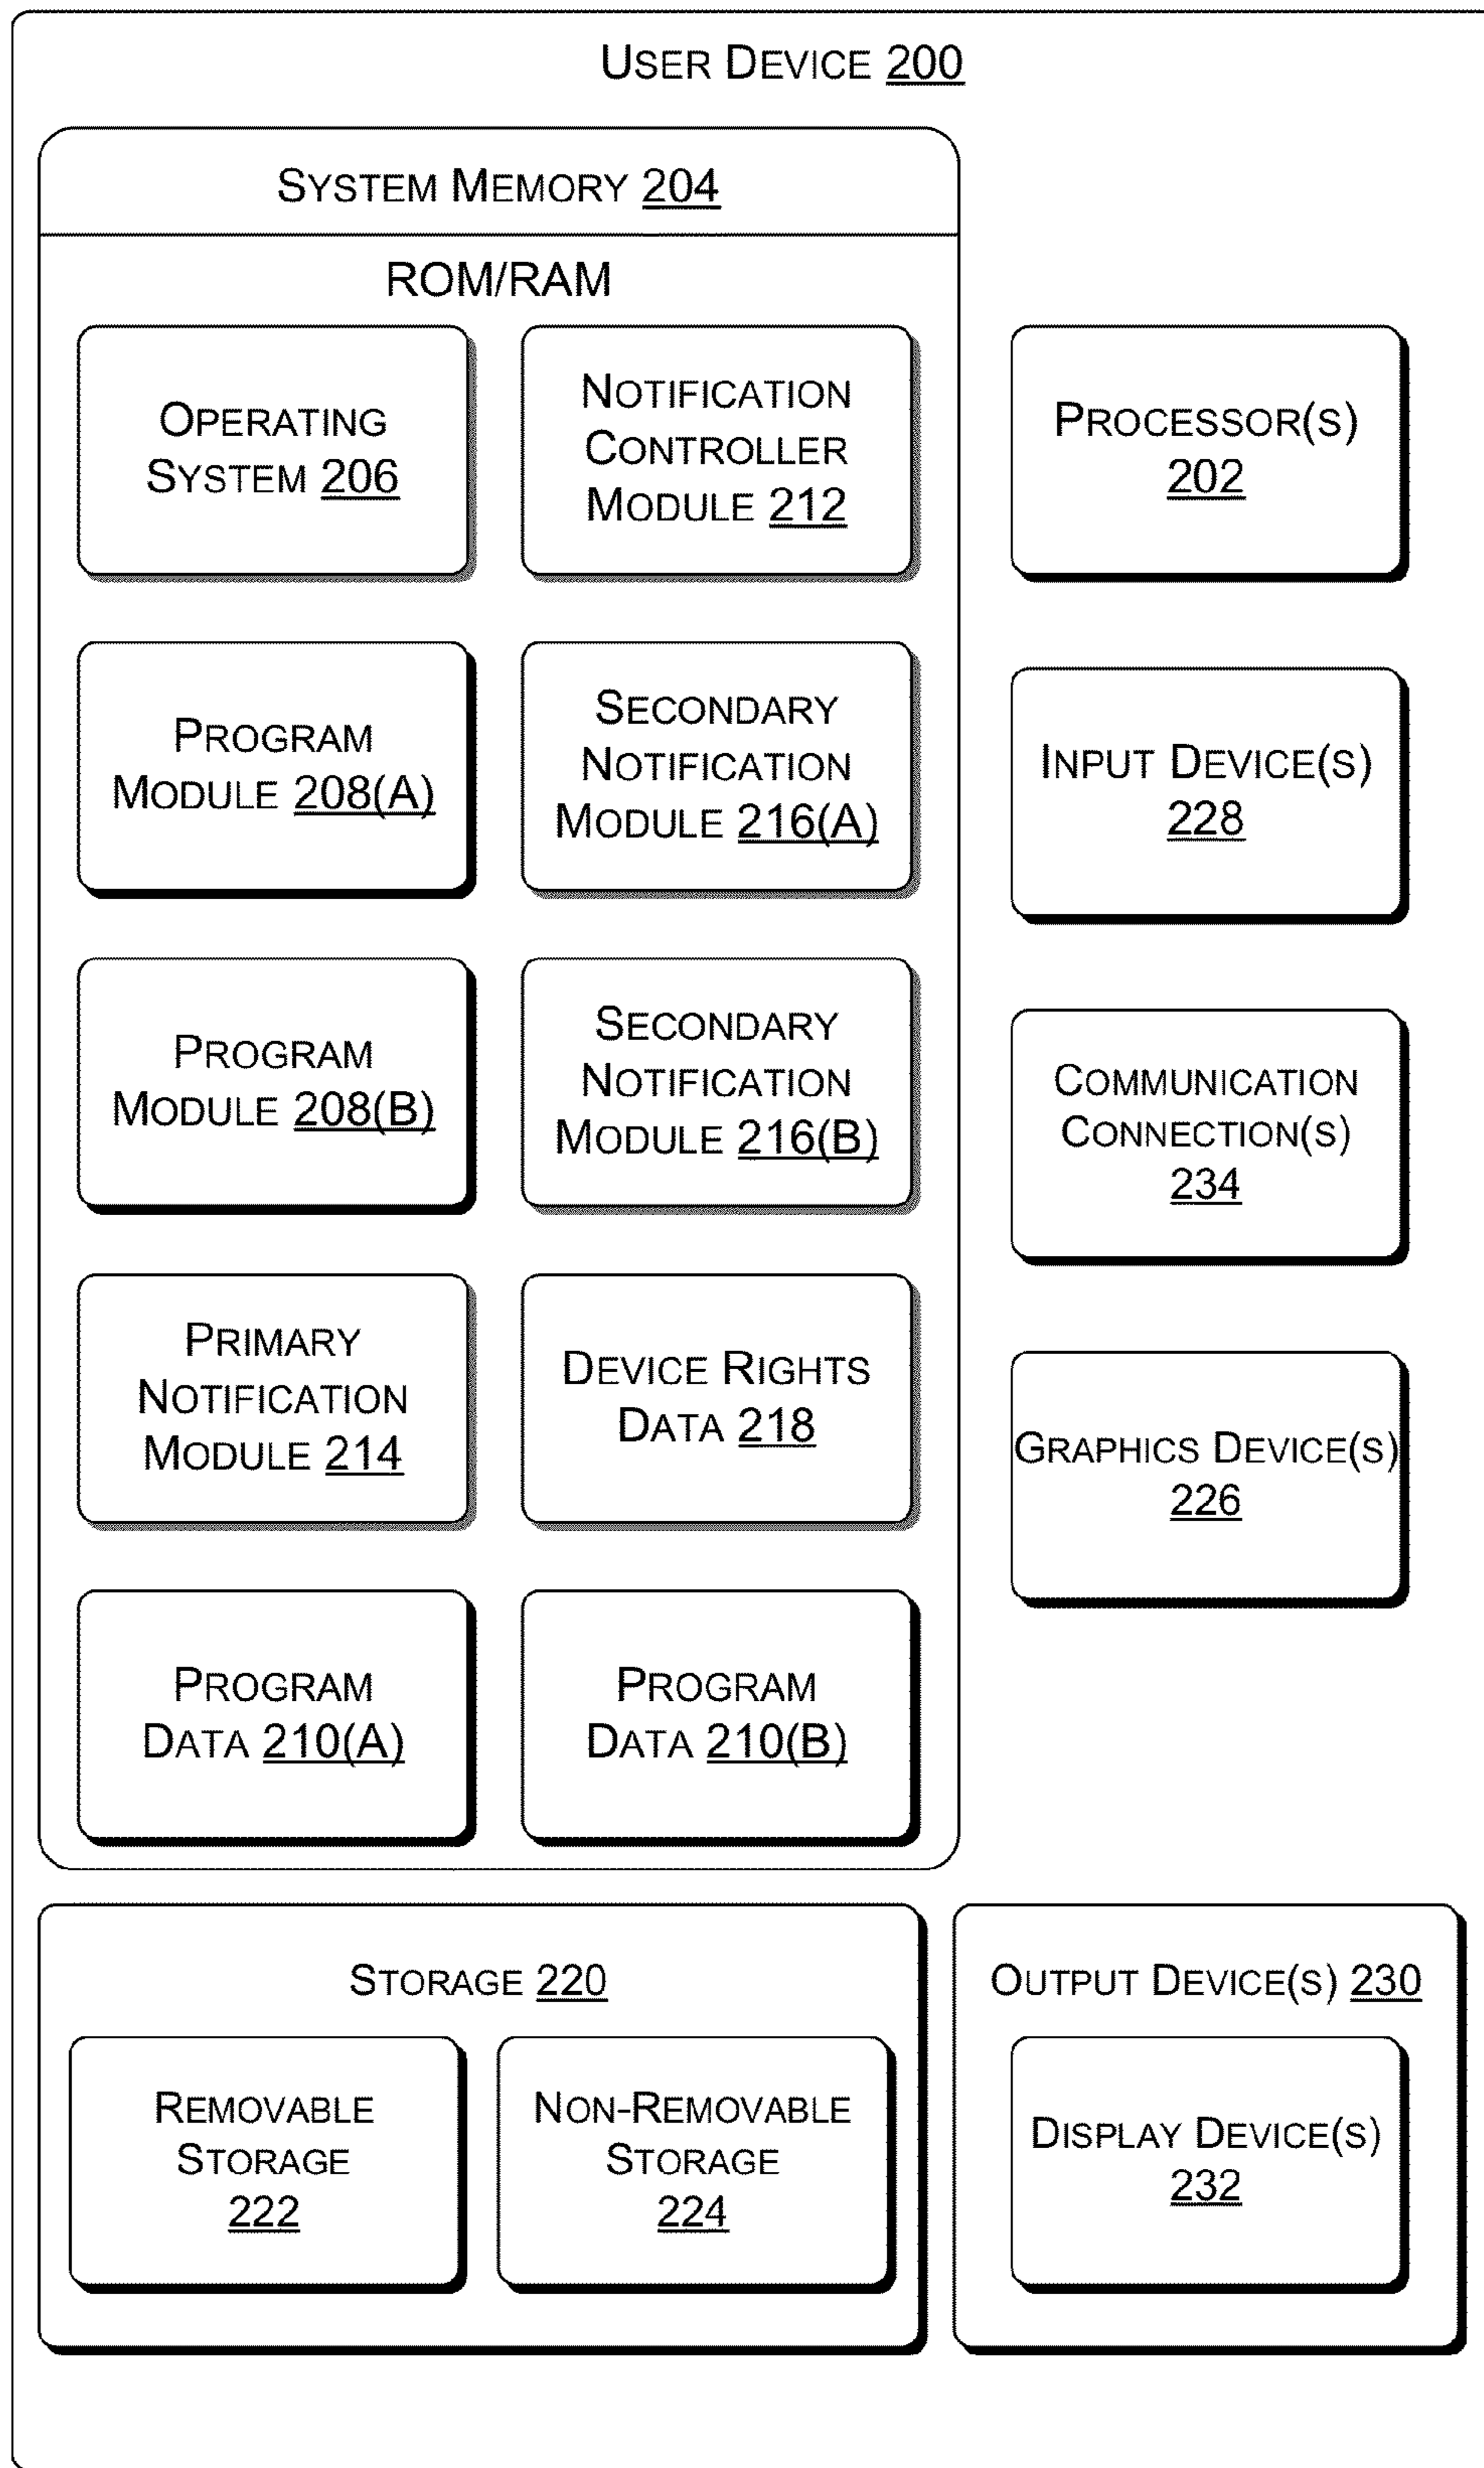 USER DEVICE 200
SYSTEM MEMORY 204
ROM/RAM
OPERATING
SYSTEM 206
NOTIFICATION
CONTROLLER
MODULE 212
PROCESSOR(S)
202
PROGRAM
MODULE 208(A)
SECONDARY
NOTIFICATION
MODULE 216(A)
INPUT DEVICE(S)
228
PROGRAM
MODULE 208(B)
SECONDARY
NOTIFICATION
MODULE 216(B)
COMMUNICATION
CONNECTION(S)
234
PRIMARY
NOTIFICATION
MODULE 214
DEVICE RIGHTS
DATA 218
GRAPHICS DEVICE(S)
226
PROGRAM
DATA 210(A)
PROGRAM
DATA 210(B)
STORAGE 220
REMOVABLE
STORAGE
222
NON-REMOVABLE
STORAGE
224
OUTPUT DEVICE(S) 230
DISPLAY DEVICE(S)
232